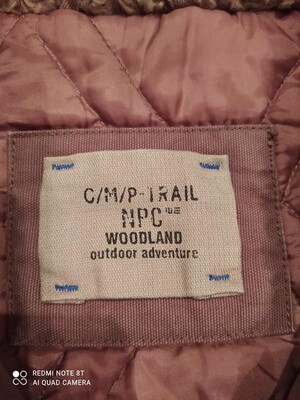 C/M/P-TRAIL
NPC
WOODLAND
outdoor adventure
REDMI NOTE 8T
AI QUAD CAMERA